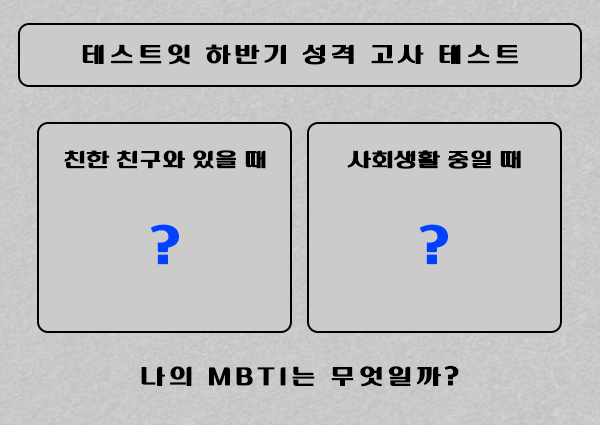 테스트잇 하반기 성격 고사 테스트
친한 친구와 있을 때
?
사회생활 중일 때
?
나의 MBTI는 무엇일까?